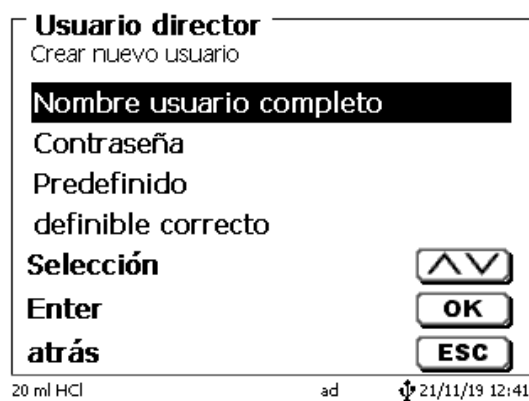 Usuario director
Crear nuevo usuario
Nombre usuario completo
Contraseña
Predefinido
definible correcto
Selección
Enter OK
atrás ESC
20 ml HCl ad 21/11/19 12:41